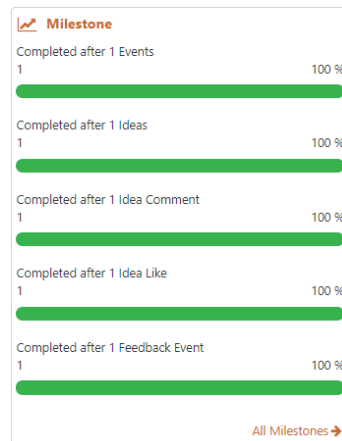 Milestone
Completed after 1 Events
1 100 %
Completed after 1 Ideas
1 100 %
Completed after 1 Idea Comment
1 100 %
Completed after 1 Idea Like
1 100 %
Completed after 1 Feedback Event
1 100 %
All Milestones